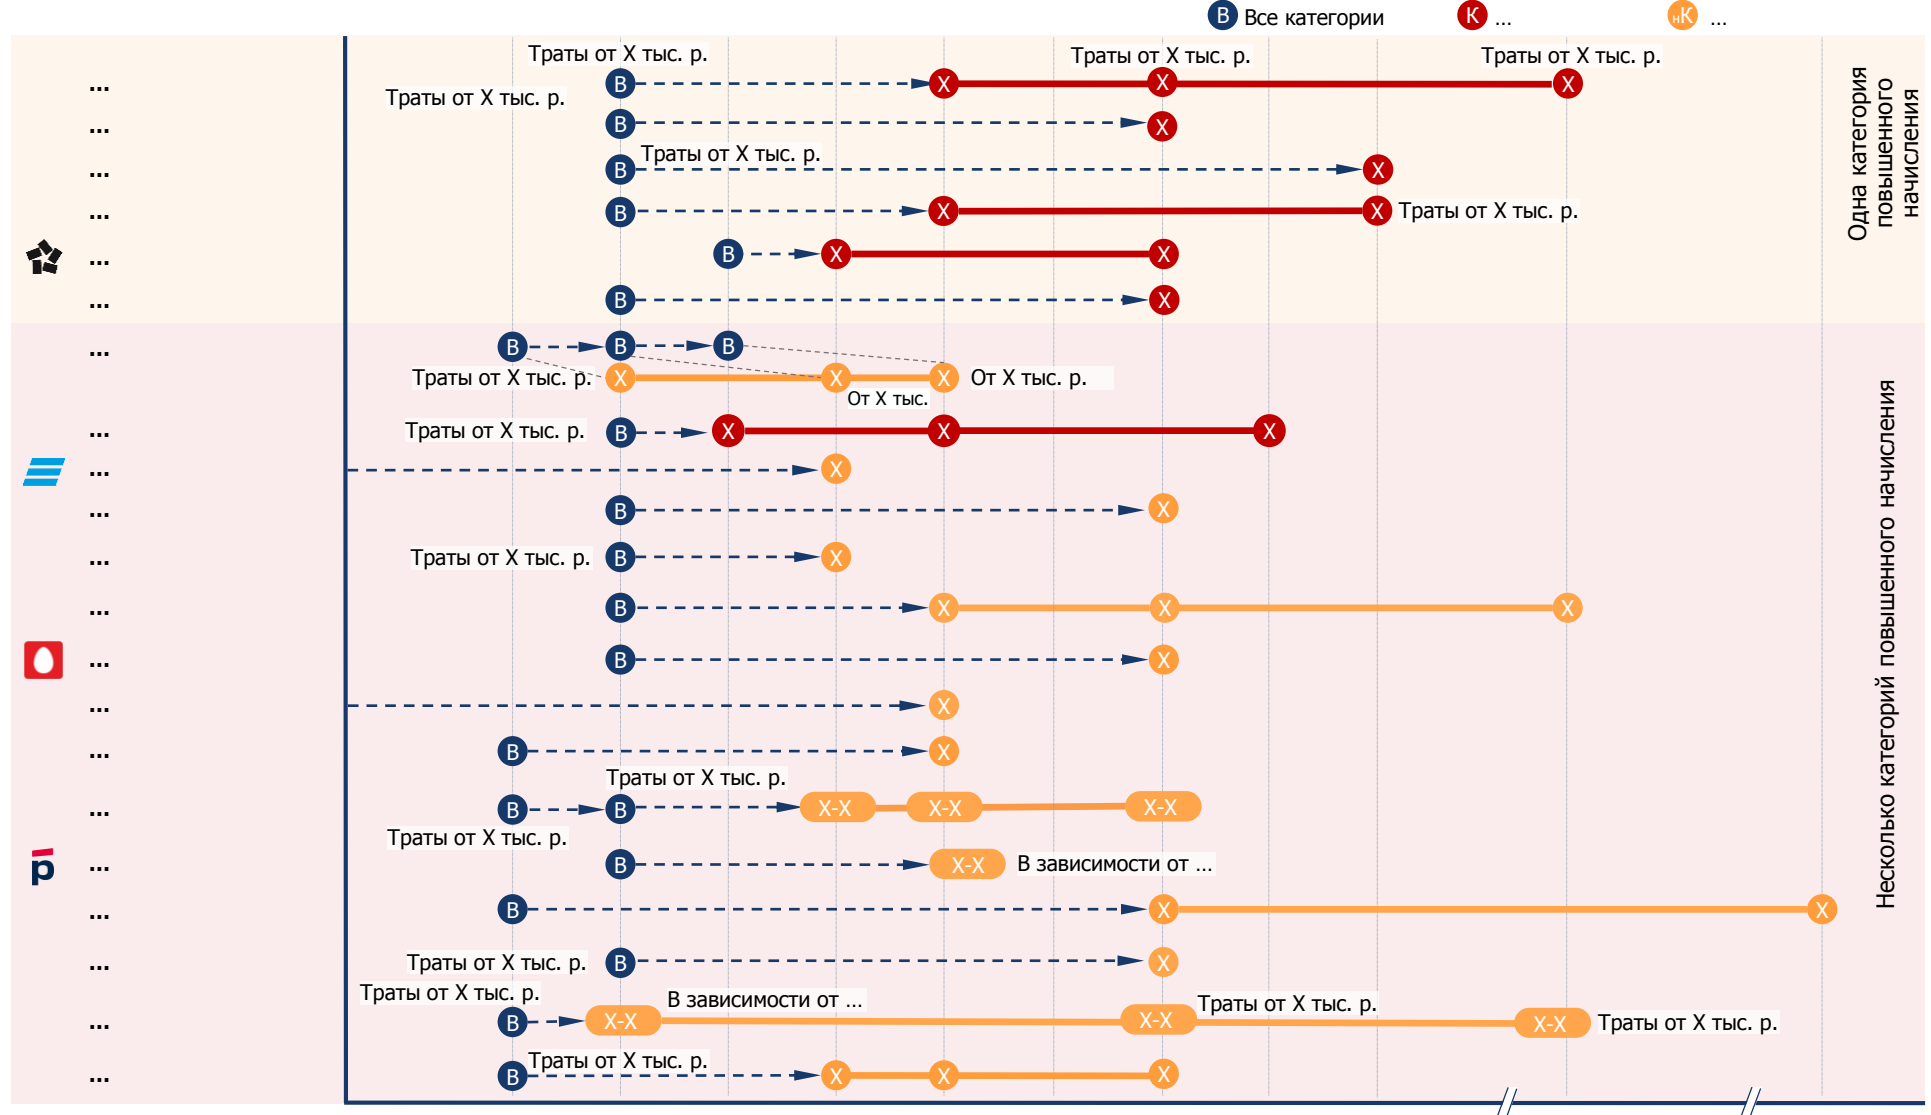 В Все категории К ... нК ...
Траты от X тыс. р. Траты от X тыс. р. Траты от X тыс. р.
... В X X X
Траты от X тыс. р.
... В X
Траты от X тыс. р.
... В X
... В X X Траты от X тыс. р.
... В X X
... В X
Одна категория
повышенного
начисления
... В В В
Траты от X тыс. р. X X X От X тыс. р.
От X тыс.
... Траты от X тыс. р. В X X X
... X
... В X
... Траты от X тыс. р. В X
... В X X X
... В X
... X
... В X
Траты от X тыс. р.
... В В X-X X-X X-X
Траты от X тыс. р.
р ... В X-X В зависимости от ...
... В X X
... Траты от X тыс. р. В X
Траты от X тыс. р. В зависимости от ... Траты от X тыс. р.
... В X-X X-X X-X Траты от X тыс. р.
Траты от X тыс. р.
... В X X X
Несколько категорий повышенного начисления